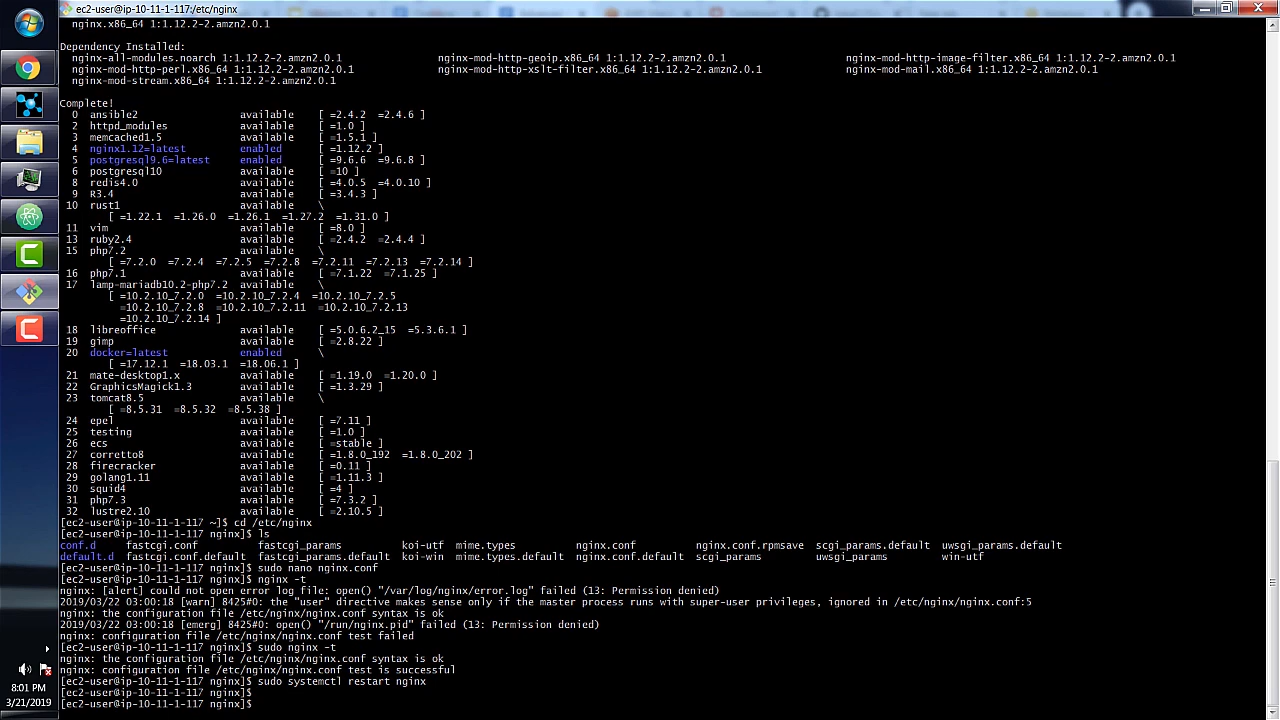 ec2-user@ip-10-11-1-117:/etc/nginx
nginx.x86_64 1:1.12.2-2.amzn2.0.1
Dependency Installed:
nginx-all-modules.noarch 1:1.12.2-2.amzn2.0.1 nginx-mod-http-geoip.x86_64 1:1.12.2-2.amzn2.0.1 nginx-mod-http-image-filter.x86_64 1:1.12.2-2.amzn2.0.1
nginx-mod-http-perl.x86_64 1:1.12.2-2.amzn2.0.1 nginx-mod-http-xslt-filter.x86_64 1:1.12.2-2.amzn2.0.1 nginx-mod-mail.x86_64 1:1.12.2-2.amzn2.0.1
nginx-mod-stream.x86_64 1:1.12.2-2.amzn2.0.1
Complete!
0 ansible2 available [ =2.4.2 =2.4.6 ]
2 httpd_modules available [ =1.0 ]
3 memcached1.5 available [ =1.5.1 ]
4 nginx1.12=latest enabled [ =1.12.2 ]
5 postgresql9.6=latest enabled [ =9.6.6 =9.6.8 ]
6 postgresql10 available [ =10 ]
8 redis4.0 available [ =4.0.5 =4.0.10 ]
9 R3.4 available [ =3.4.3 ]
10 rust1 available \
[ =1.22.1 =1.26.0 =1.26.1 =1.27.2 =1.31.0 ]
11 vim available [ =8.0 ]
13 ruby2.4 available [ =2.4.2 =2.4.4 ]
15 php7.2 available \
[ =7.2.0 =7.2.4 =7.2.5 =7.2.8 =7.2.11 =7.2.13 =7.2.14 ]
16 php7.1 available [ =7.1.22 =7.1.25 ]
17 lamp-mariadb10.2-php7.2 available \
[ =10.2.10_7.2.0 =10.2.10_7.2.4 =10.2.10_7.2.5
=10.2.10_7.2.8 =10.2.10_7.2.11 =10.2.10_7.2.13
=10.2.10_7.2.14 ]
18 libreoffice available [ =5.0.6.2_15 =5.3.6.1 ]
19 gimp available [ =2.8.22 ]
20 docker=latest enabled \
[ =17.12.1 =18.03.1 =18.06.1 ]
21 mate-desktop1.x available [ =1.19.0 =1.20.0 ]
22 GraphicsMagick1.3 available [ =1.3.29 ]
23 tomcat8.5 available \
[ =8.5.31 =8.5.32 =8.5.38 ]
24 epel available [ =7.11 ]
25 testing available [ =1.0 ]
26 ecs available [ =stable ]
27 corretto8 available [ =1.8.0_192 =1.8.0_202 ]
28 firecracker available [ =0.11 ]
29 golang1.11 available [ =1.11.3 ]
30 squid4 available [ =4 ]
31 php7.3 available [ =7.3.2 ]
32 lustre2.10 available [ =2.10.5 ]
[ec2-user@ip-10-11-1-117 ~]$ cd /etc/nginx
[ec2-user@ip-10-11-1-117 nginx]$ ls
conf.d fastcgi.conf fastcgi_params koi-utf mime.types nginx.conf nginx.conf.rpmsave scgi_params.default uwsgi_params.default
default.d fastcgi.conf.default fastcgi_params.default koi-win mime.types.default nginx.conf.default scgi_params uwsgi_params win-utf
[ec2-user@ip-10-11-1-117 nginx]$ sudo nano nginx.conf
[ec2-user@ip-10-11-1-117 nginx]$ nginx -t
nginx: [alert] could not open error log file: open() "/var/log/nginx/error.log" failed (13: Permission denied)
2019/03/22 03:00:18 [warn] 8425#0: the "user" directive makes sense only if the master process runs with super-user privileges, ignored in /etc/nginx/nginx.conf:5
nginx: the configuration file /etc/nginx/nginx.conf syntax is ok
2019/03/22 03:00:18 [emerg] 8425#0: open() "/run/nginx.pid" failed (13: Permission denied)
nginx: configuration file /etc/nginx/nginx.conf test failed
[ec2-user@ip-10-11-1-117 nginx]$ sudo nginx -t
nginx: the configuration file /etc/nginx/nginx.conf syntax is ok
nginx: configuration file /etc/nginx/nginx.conf test is successful
[ec2-user@ip-10-11-1-117 nginx]$ sudo systemctl restart nginx
[ec2-user@ip-10-11-1-117 nginx]$
[ec2-user@ip-10-11-1-117 nginx]$
8:01 PM
3/21/2019